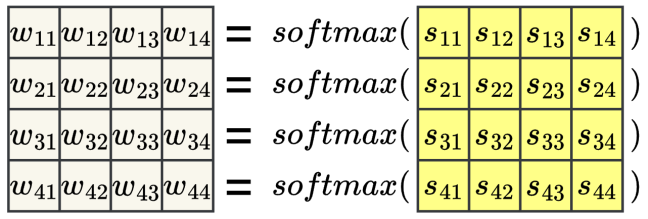 w₁₁ w₁₂ w₁₃ w₁₄ = softmax( s₁₁ s₁₂ s₁₃ s₁₄ )
w₂₁ w₂₂ w₂₃ w₂₄ = softmax( s₂₁ s₂₂ s₂₃ s₂₄ )
w₃₁ w₃₂ w₃₃ w₃₄ = softmax( s₃₁ s₃₂ s₃₃ s₃₄ )
w₄₁ w₄₂ w₄₃ w₄₄ = softmax( s₄₁ s₄₂ s₄₃ s₄₄ )